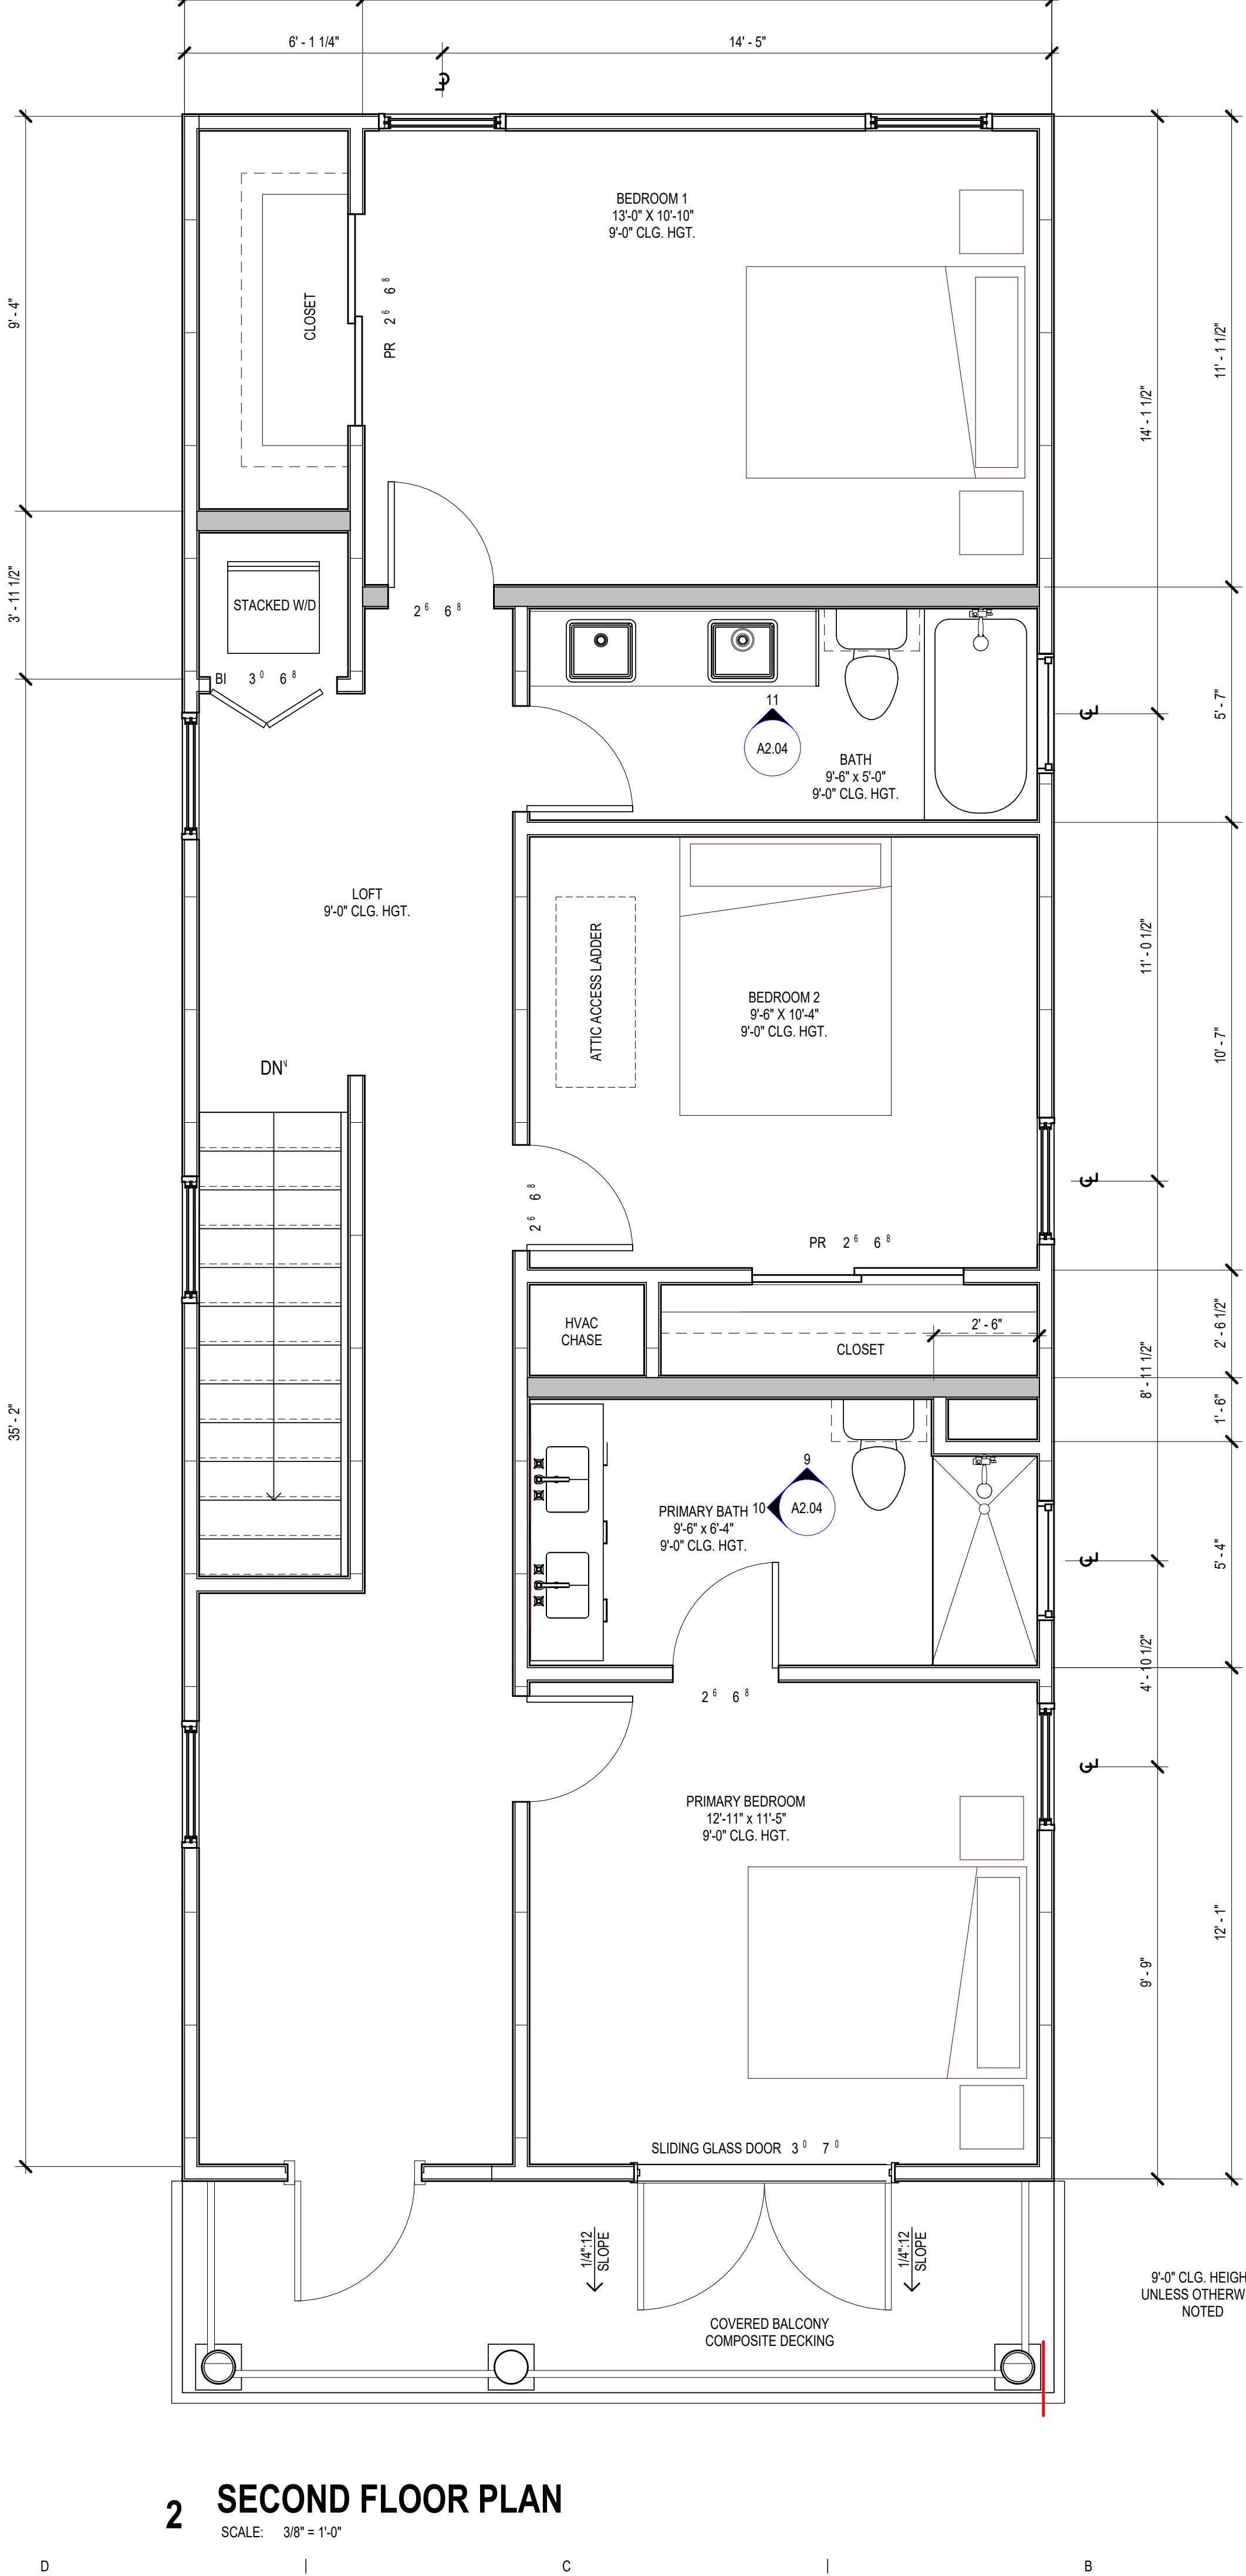 6' - 1 1/4"
14' - 5"
BEDROOM 1
13'-0" X 10'-10"
9'-0" CLG. HGT.
CLOSET
PR 2 6 6 8
9' - 4"
11' - 1 1/2"
14' - 1 1/2"
3' - 11 1/2"
STACKED W/D
2 6 6 8
BI 3 0 6 8
11
A2.04
BATH
9'-6" x 5'-0"
9'-0" CLG. HGT.
5' - 7"
LOFT
9'-0" CLG. HGT.
ATTIC ACCESS LADDER
BEDROOM 2
9'-6" X 10'-4"
9'-0" CLG. HGT.
11' - 0 1/2"
10' - 7"
DN
2 6 6 8
PR 2 6 6 8
HVAC
CHASE
2' - 6"
CLOSET
2' - 6 1/2"
8' - 11 1/2"
1' - 6"
35' - 2"
9
10
A2.04
PRIMARY BATH
9'-6" x 6'-4"
9'-0" CLG. HGT.
5' - 4"
4' - 10 1/2"
2 6 6 8
PRIMARY BEDROOM
12'-11" x 11'-5"
9'-0" CLG. HGT.
12' - 1"
9' - 9"
SLIDING GLASS DOOR 3 0 7 0
1/4":12
SLOPE
1/4":12
SLOPE
COVERED BALCONY
COMPOSITE DECKING
9'-0" CLG. HEIGH
UNLESS OTHERW
NOTED
2 SECOND FLOOR PLAN
SCALE: 3/8" = 1'-0"
D C B